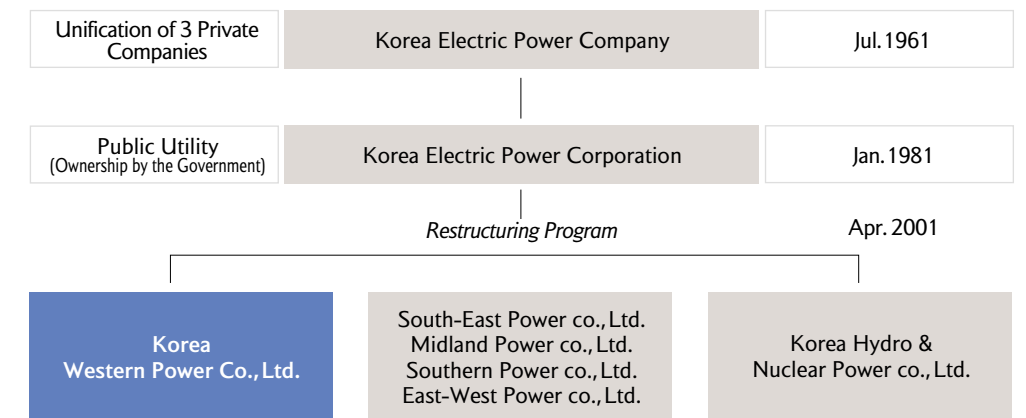 Unification of 3 Private
Companies
Korea Electric Power Company
Jul. 1961
Public Utility
(Ownership by the Government)
Korea Electric Power Corporation
Jan. 1981
Restructuring Program
Apr. 2001
Korea
Western Power Co., Ltd.
South-East Power co., Ltd.
Midland Power co., Ltd.
Southern Power co., Ltd.
East-West Power co., Ltd.
Korea Hydro &
Nuclear Power co., Ltd.